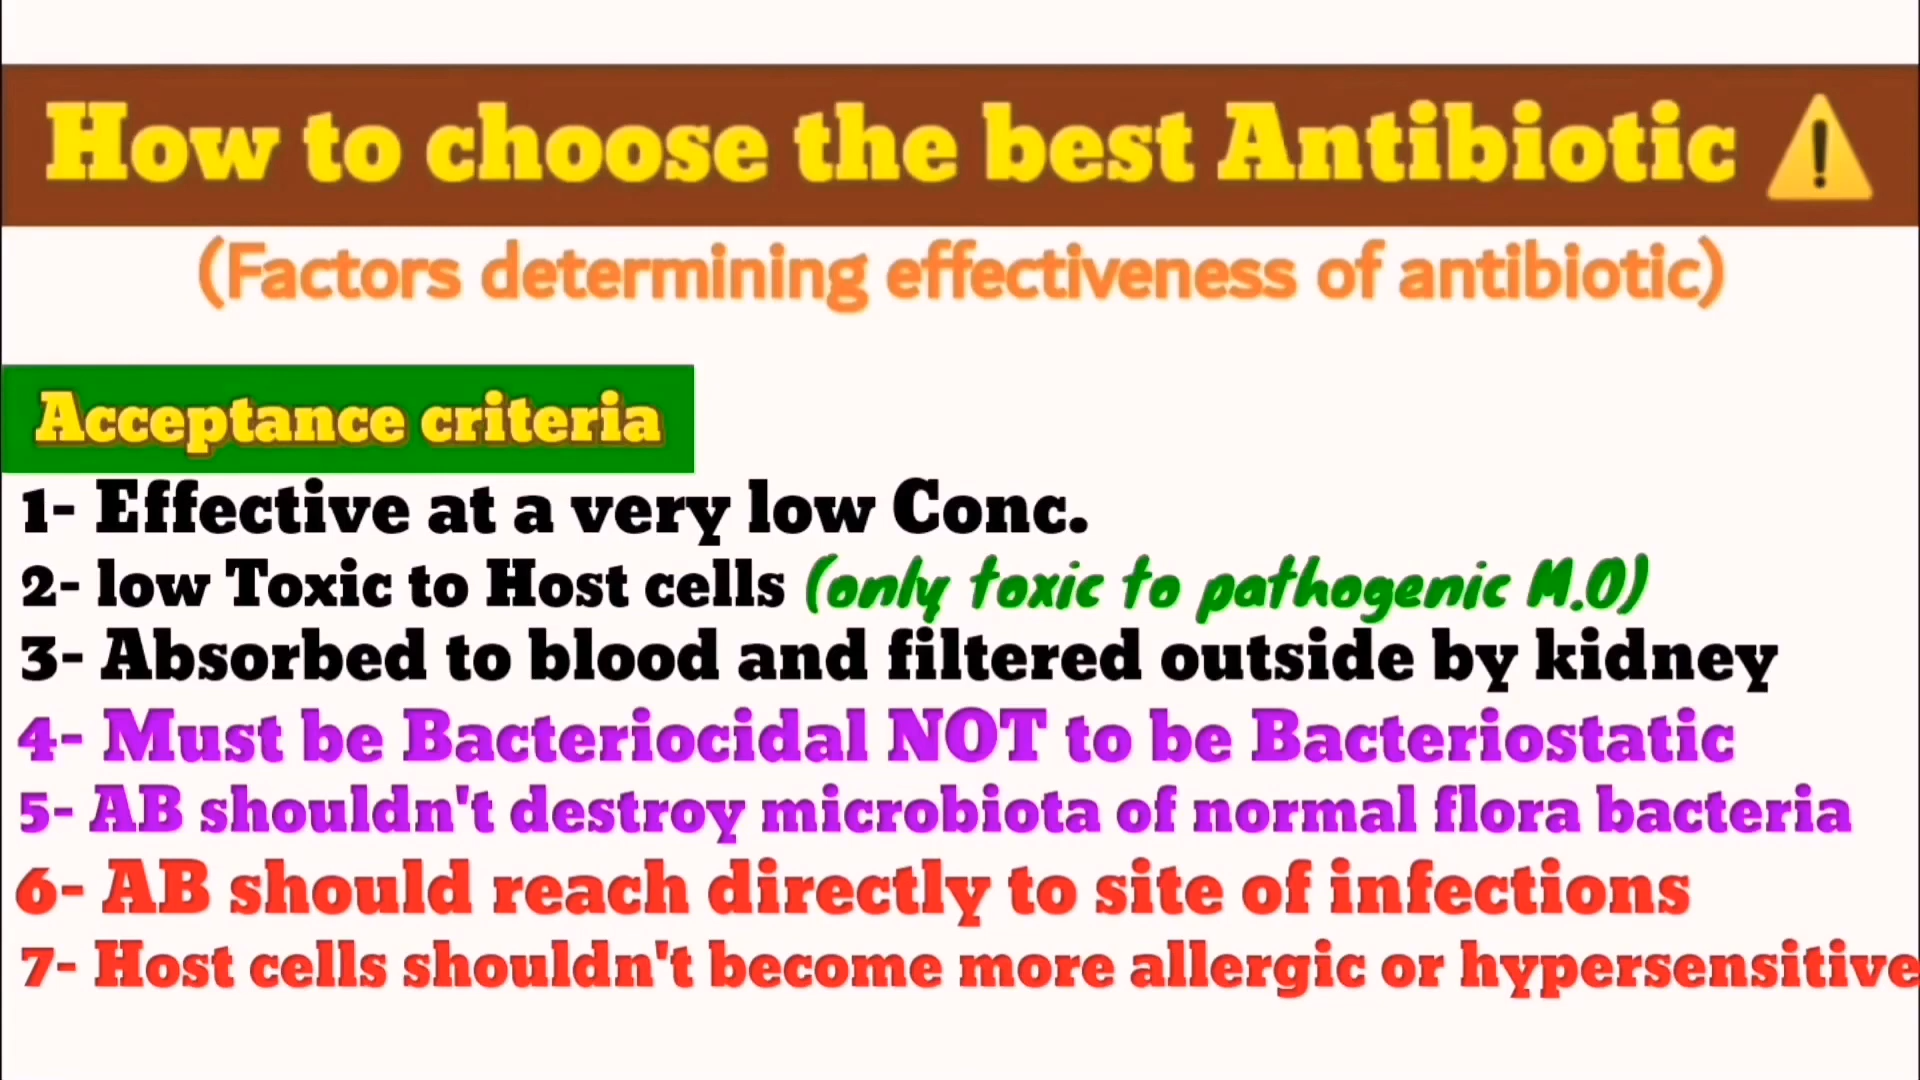 How to choose the best Antibiotic ⚠️
(Factors determining effectiveness of antibiotic)
Acceptance criteria
1- Effective at a very low Conc.
2- low Toxic to Host cells (only toxic to pathogenic M.O)
3- Absorbed to blood and filtered outside by kidney
4- Must be Bacteriocidal NOT to be Bacteriostatic
5- AB shouldn't destroy microbiota of normal flora bacteria
6- AB should reach directly to site of infections
7- Host cells shouldn't become more allergic or hypersensitive